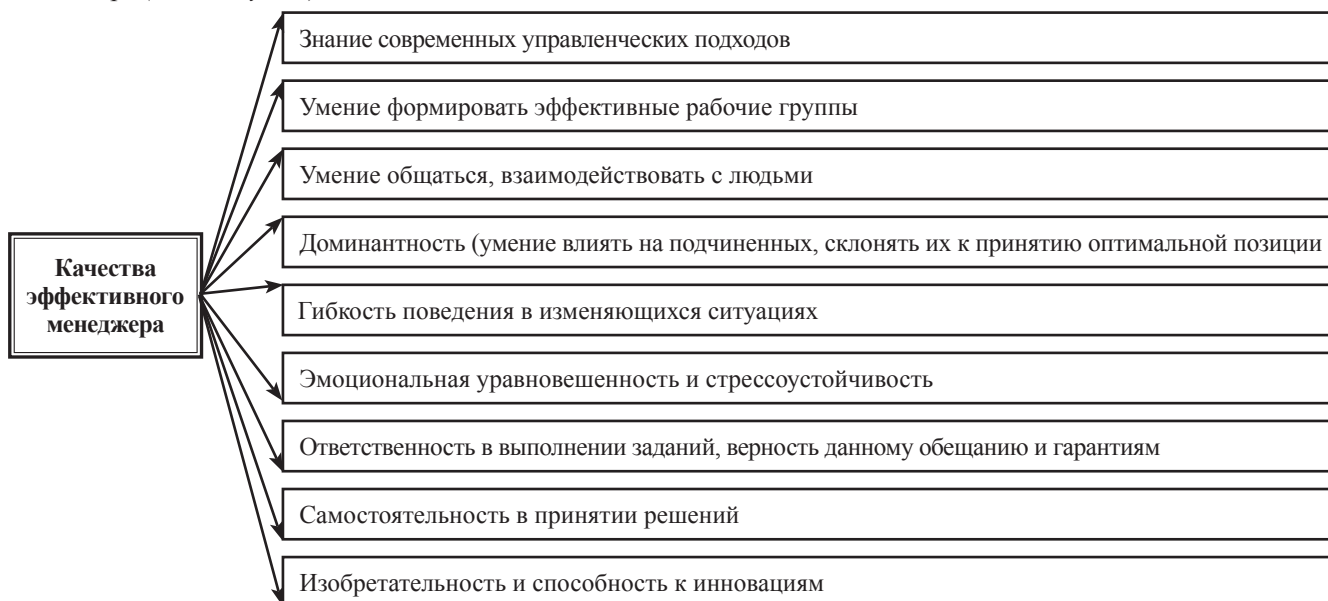 Знание современных управленческих подходов
Умение формировать эффективные рабочие группы
Умение общаться, взаимодействовать с людьми
Доминантность (умение влиять на подчиненных, склонять их к принятию оптимальной позиции
Качества
эффективного
менеджера
Гибкость поведения в изменяющихся ситуациях
Эмоциональная уравновешенность и стрессоустойчивость
Ответственность в выполнении заданий, верность данному обещанию и гарантиям
Самостоятельность в принятии решений
Изобретательность и способность к инновациям